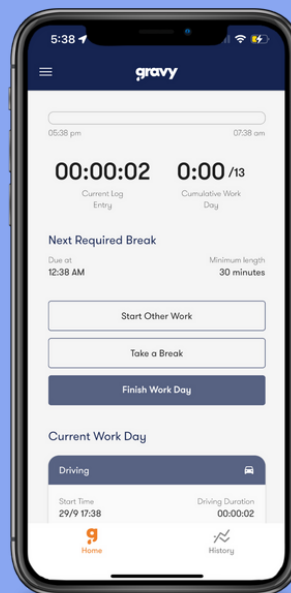 5:38
gravy
05:38 pm 07:38 am
00:00:02 0:00 /13
Current Log Entry Cumulative Work Day
Next Required Break
Due at Minimum length
12:38 AM 30 minutes
Start Other Work
Take a Break
Finish Work Day
Current Work Day
Driving
Start Time Driving Duration
29/9 17:38 00:00:02
g
Home History